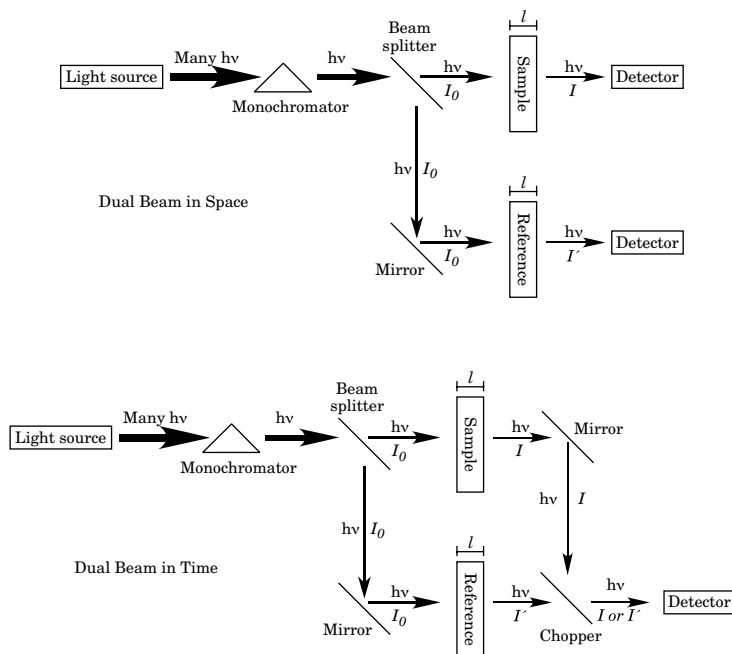 Beam
splitter
l
Light source
Many hν
hν
hν
I₀
Sample
hν
I
Detector
Monochromator
hν I₀
Dual Beam in Space
l
Mirror
hν
I₀
Reference
hν
I´
Detector
Beam
splitter
l
Light source
Many hν
hν
hν
I₀
Sample
hν
I
Mirror
Monochromator
hν I₀
hν I
Dual Beam in Time
l
Mirror
hν
I₀
Reference
hν
I´
Chopper
hν
I or I´
Detector